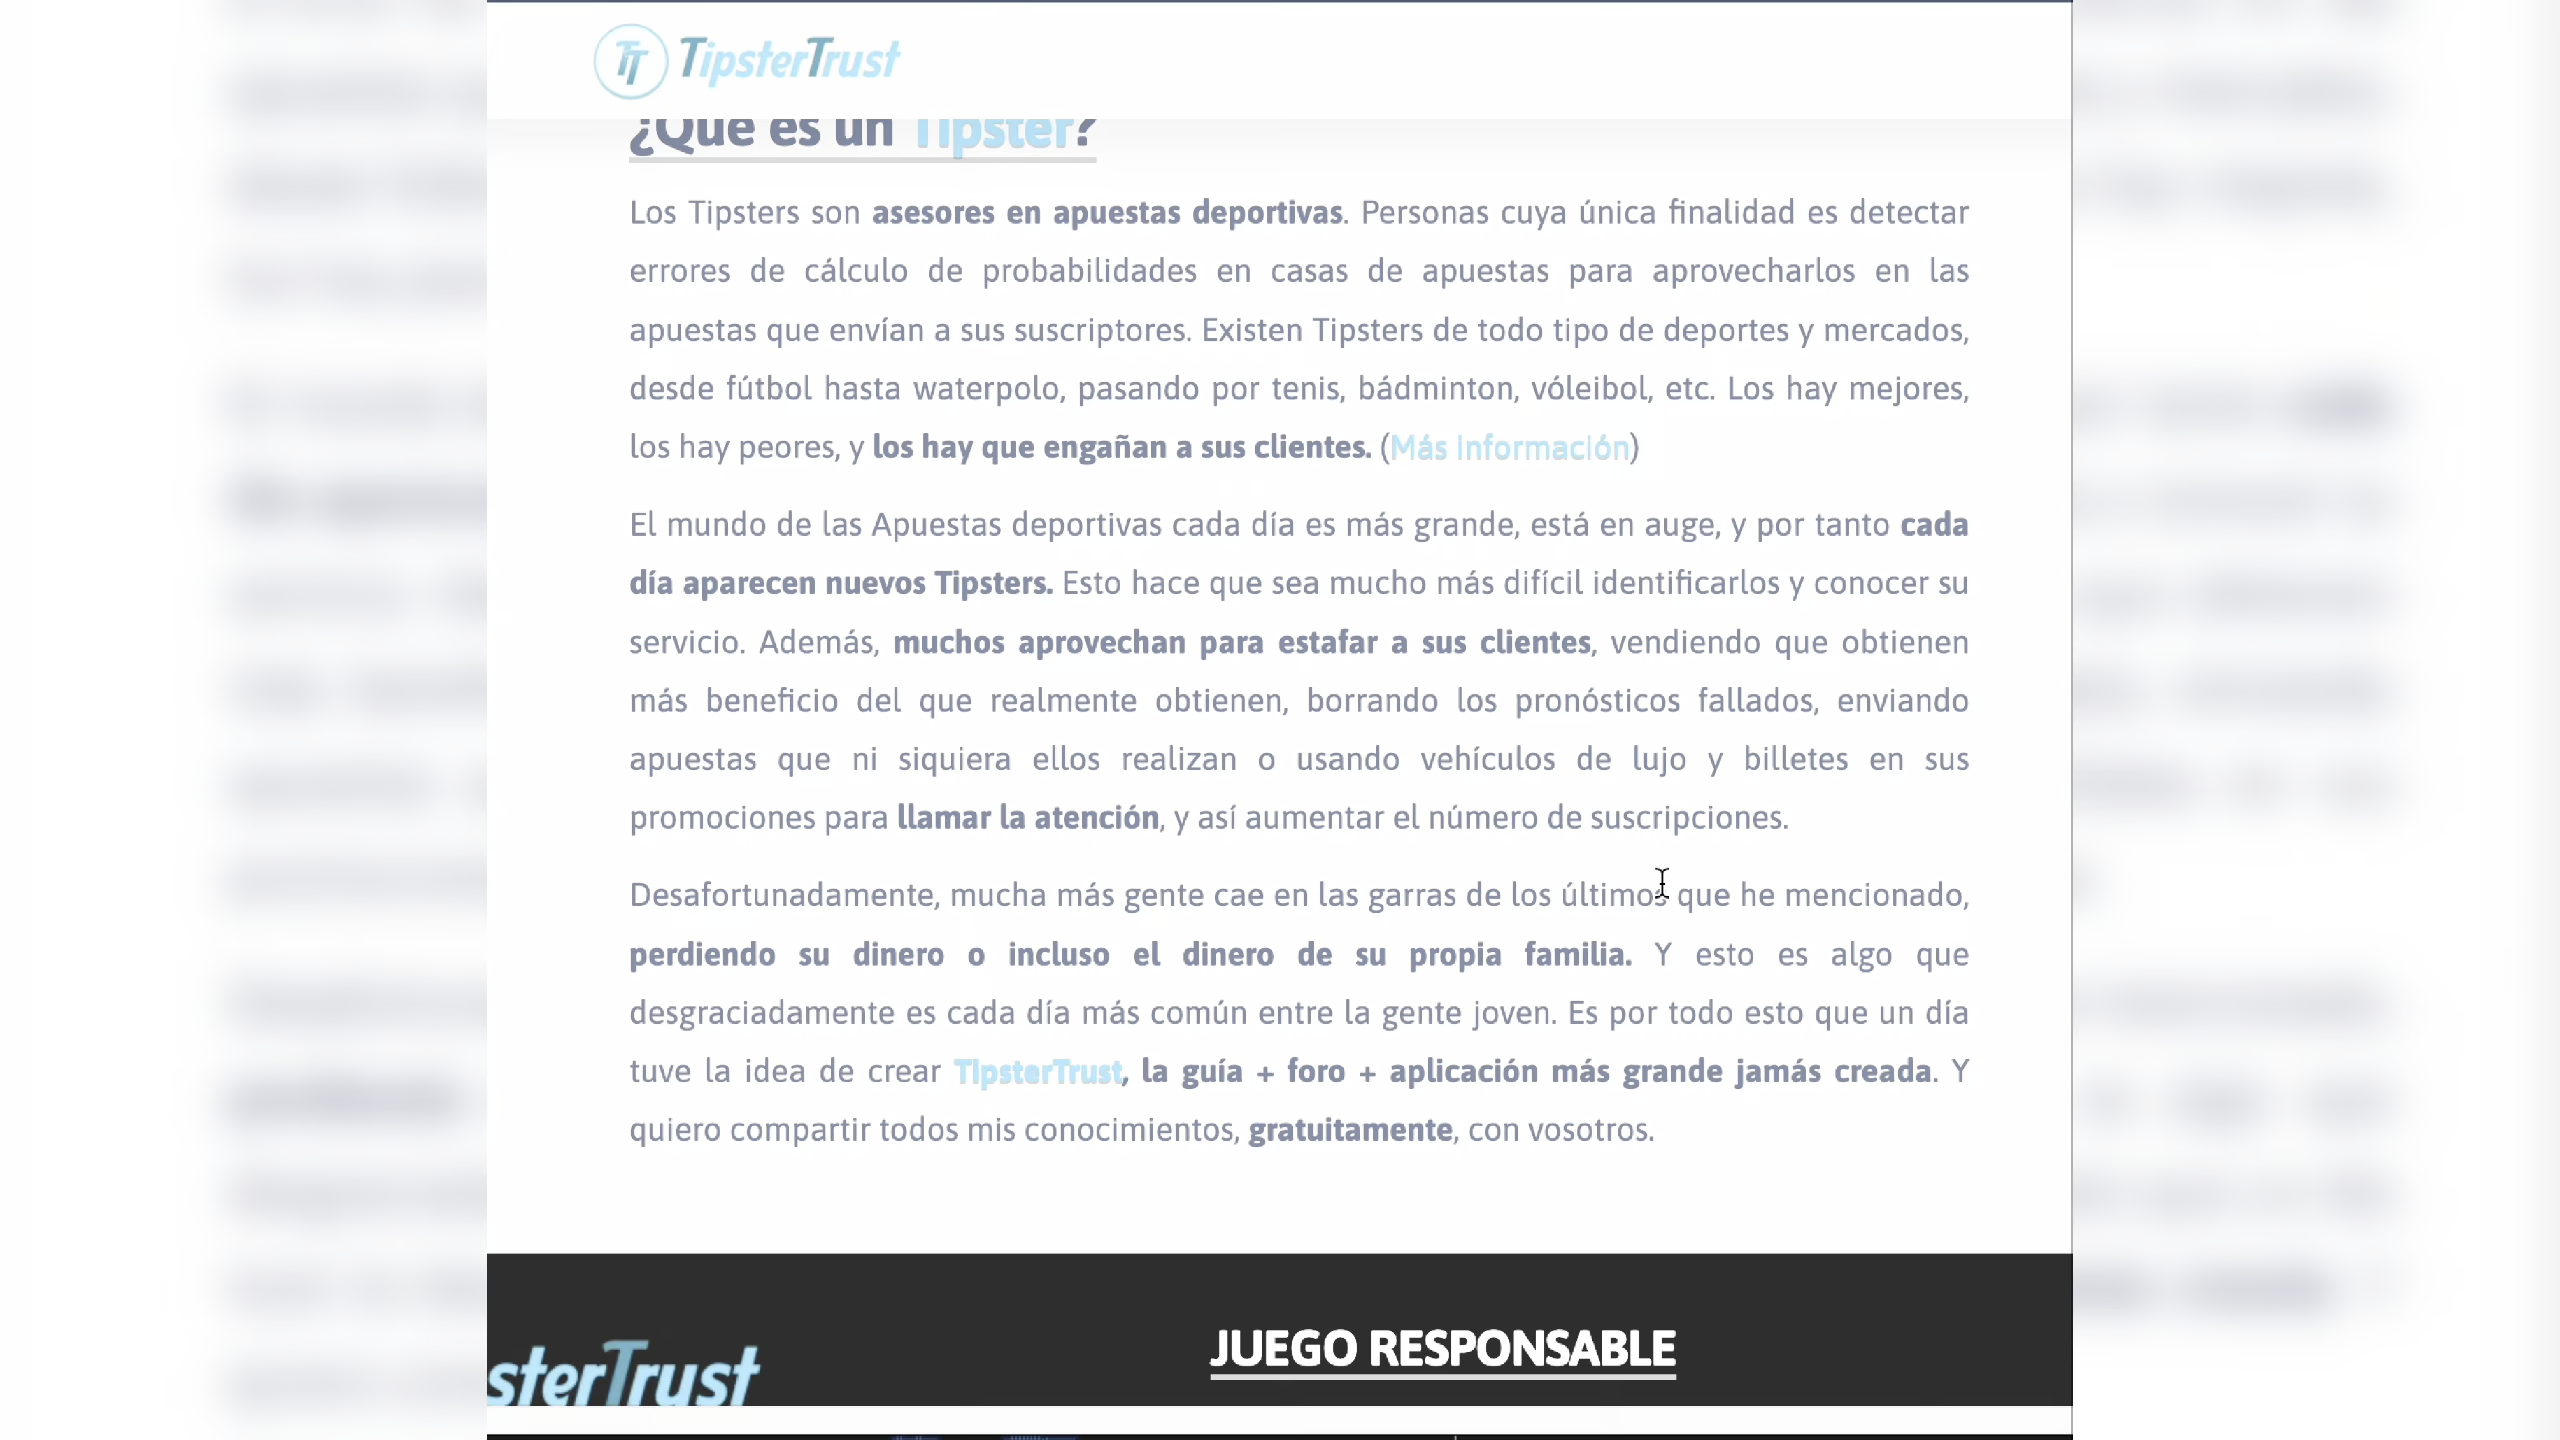 TT TipsterTrust
¿Qué es un Tipster?
Los Tipsters son asesores en apuestas deportivas. Personas cuya única finalidad es detectar
errores de cálculo de probabilidades en casas de apuestas para aprovecharlos en las
apuestas que envían a sus suscriptores. Existen Tipsters de todo tipo de deportes y mercados,
desde fútbol hasta waterpolo, pasando por tenis, bádminton, vóleibol, etc. Los hay mejores,
los hay peores, y los hay que engañan a sus clientes. (Más información)
El mundo de las Apuestas deportivas cada día es más grande, está en auge, y por tanto cada
día aparecen nuevos Tipsters. Esto hace que sea mucho más difícil identificarlos y conocer su
servicio. Además, muchos aprovechan para estafar a sus clientes, vendiendo que obtienen
más beneficio del que realmente obtienen, borrando los pronósticos fallados, enviando
apuestas que ni siquiera ellos realizan o usando vehículos de lujo y billetes en sus
promociones para llamar la atención, y así aumentar el número de suscripciones.
Desafortunadamente, mucha más gente cae en las garras de los últimos que he mencionado,
perdiendo su dinero o incluso el dinero de su propia familia. Y esto es algo que
desgraciadamente es cada día más común entre la gente joven. Es por todo esto que un día
tuve la idea de crear TipsterTrust, la guía + foro + aplicación más grande jamás creada. Y
quiero compartir todos mis conocimientos, gratuitamente, con vosotros.
sterTrust
JUEGO RESPONSABLE